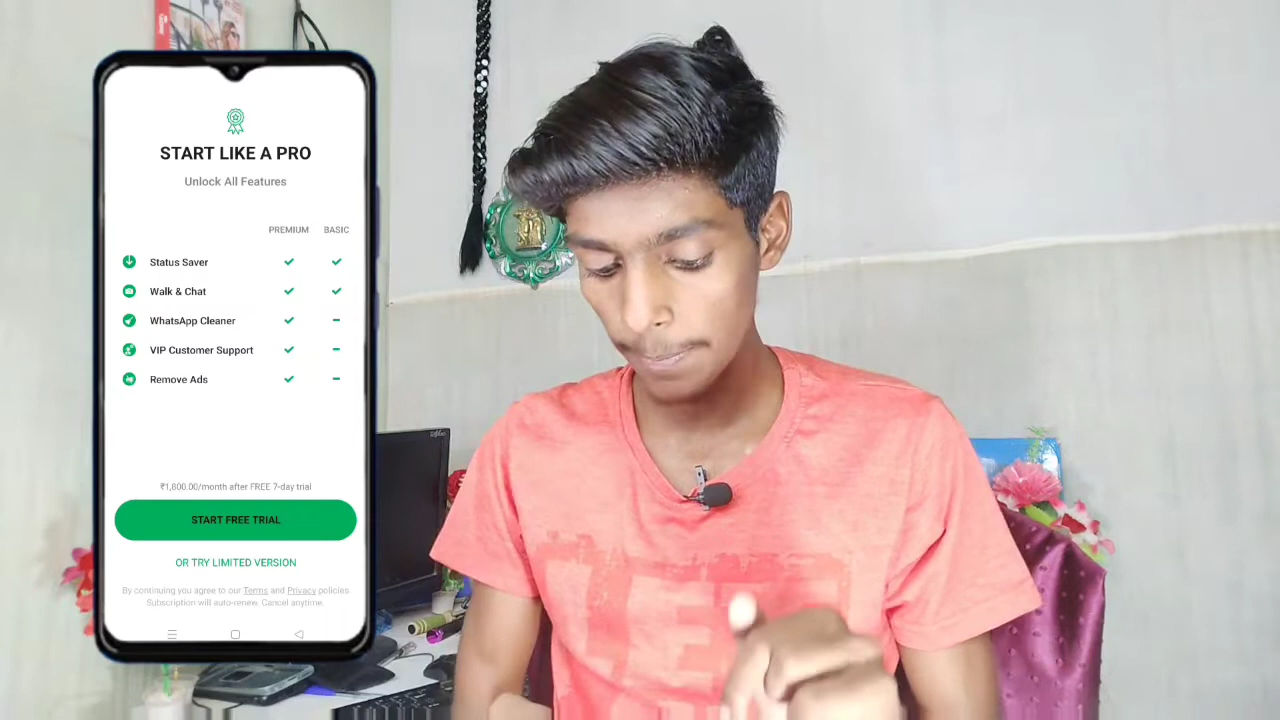 START LIKE A PRO
Unlock All Features
PREMIUM BASIC
Status Saver
Walk & Chat
WhatsApp Cleaner
VIP Customer Support
Remove Ads
₹1,800.00/month after FREE 7-day trial
START FREE TRIAL
OR TRY LIMITED VERSION
By continuing you agree to our Terms and Privacy policies.
Subscription will auto-renew. Cancel anytime.